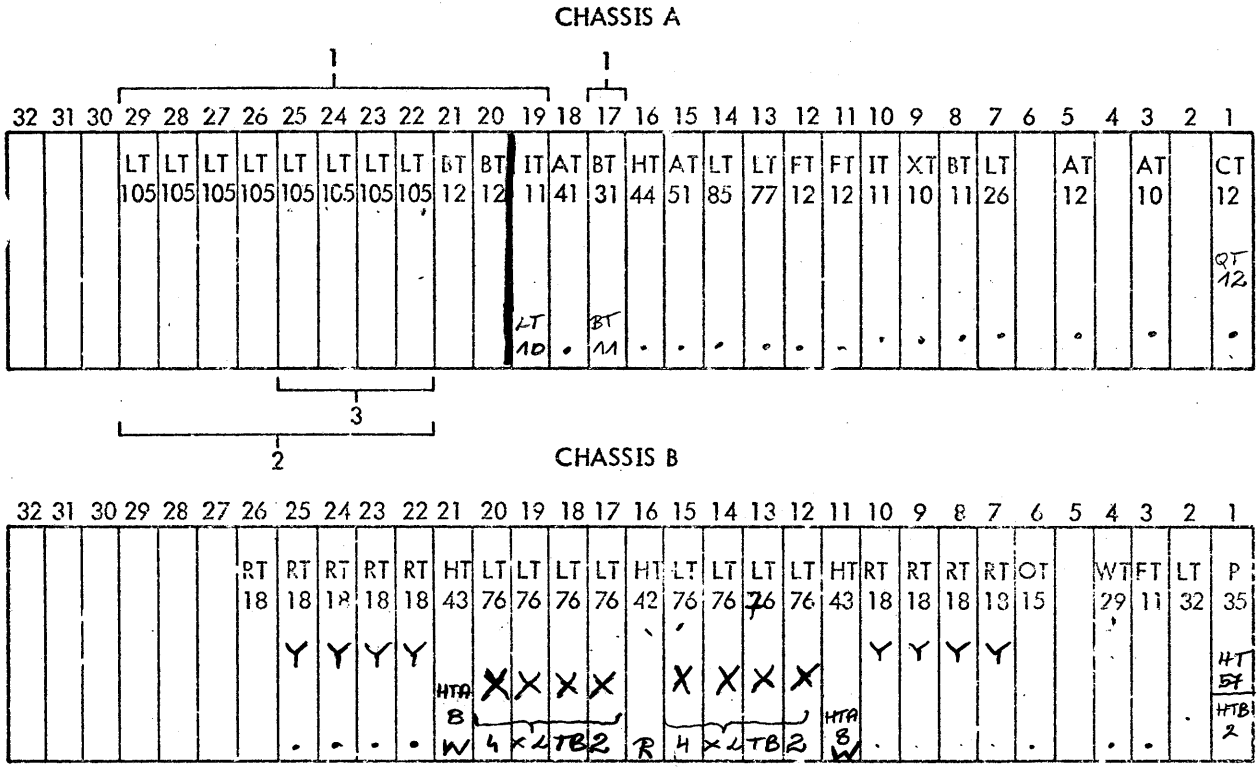 CHASSIS A
1 1
32 31 30 29 28 27 26 25 24 23 22 21 20 19 18 17 16 15 14 13 12 11 10 9 8 7 6 5 4 3 2 1
LT LT LT LT LT LT LT LT BT BT IT AT BT HT AT LT LT FT FT IT XT BT LT AT AT CT
105 105 105 105 105 105 105 105 12 12 11 41 31 44 51 85 77 12 12 11 10 11 26 12 10 12
QT
12
LT BT
10 11
3
2
CHASSIS B
32 31 30 29 28 27 26 25 24 23 22 21 20 19 18 17 16 15 14 13 12 11 10 9 8 7 6 5 4 3 2 1
RT RT RT RT RT HT LT LT LT LT HT LT LT LT LT HT RT RT RT RT OT WT FT LT P
18 18 18 18 18 43 76 76 76 76 42 76 76 76 76 43 18 18 18 18 15 29 11 32 35
Y Y Y Y Y Y Y Y
HT
57
X X X X X X X X
HTA HTA HTB
8 8 2
W 4 x LTB 2 R 4 x LTB 2 W